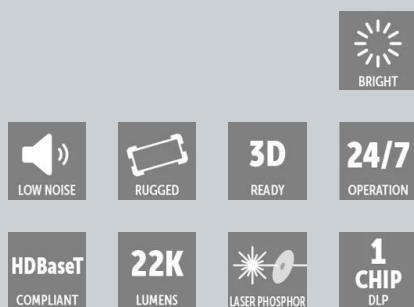 BRIGHT
LOW NOISE
RUGGED
3D
READY
24/7
OPERATION
HDBaseT
COMPLIANT
22K
LUMENS
LASER PHOSPHOR
1
CHIP
DLP